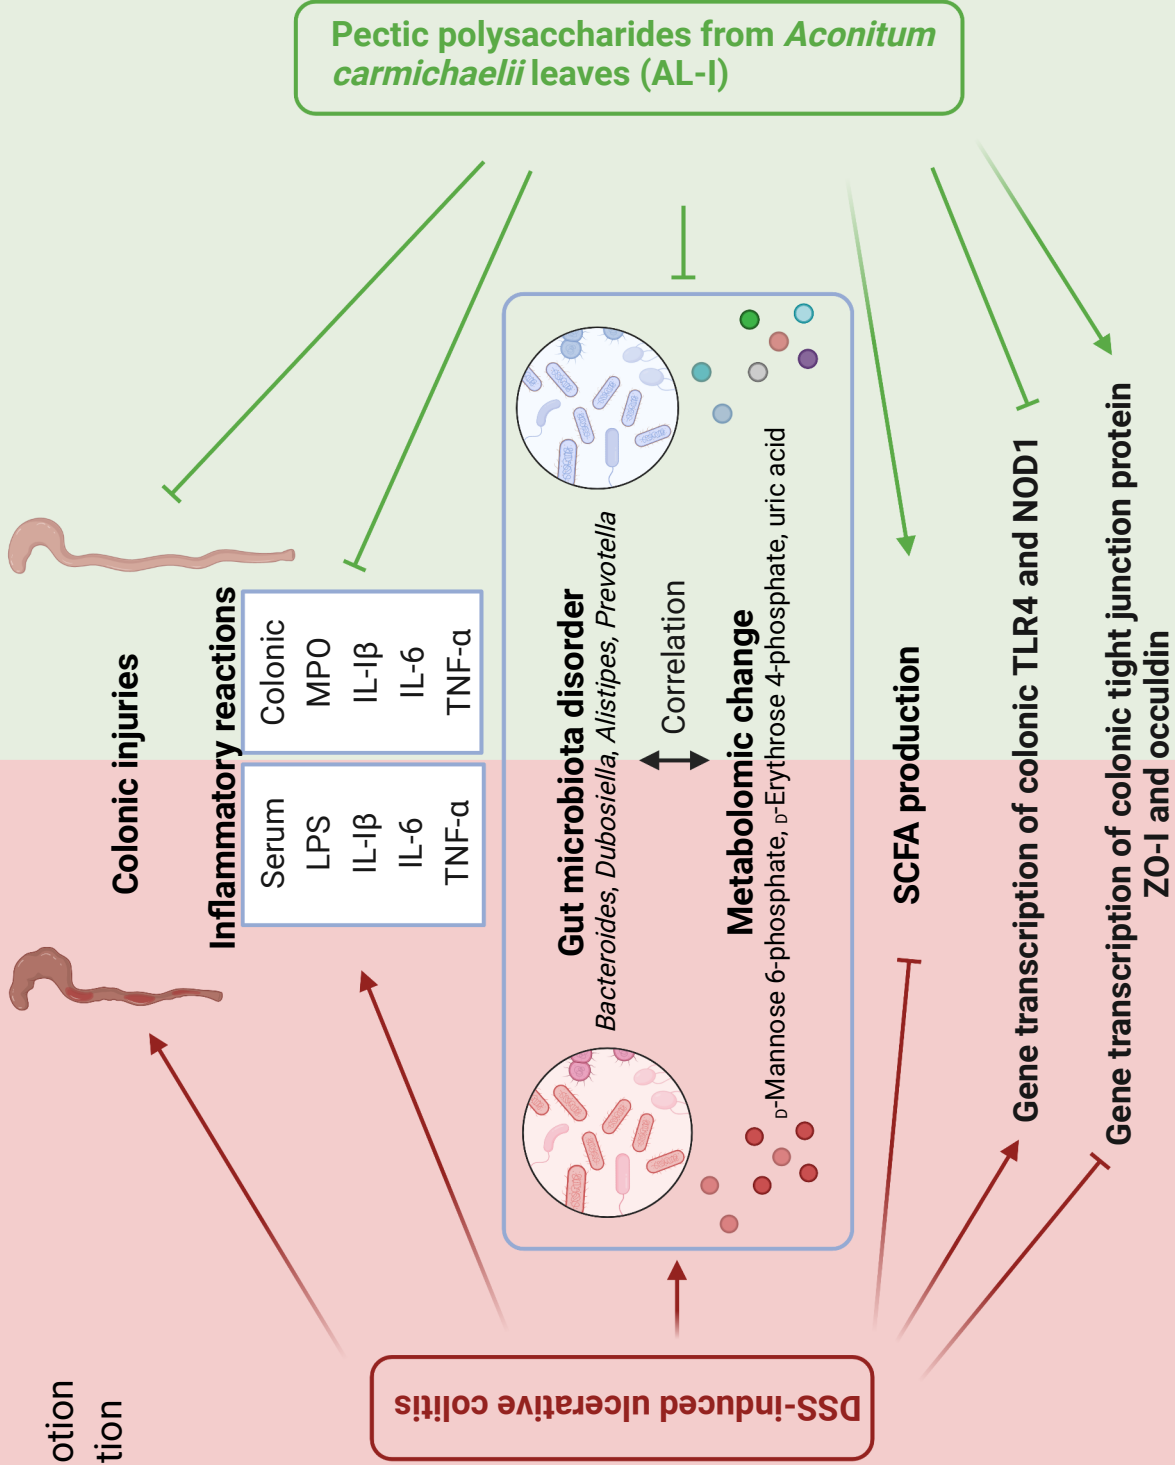 Pectic polysaccharides from Aconitum
carmichaelii leaves (AL-I)
Colonic injuries
Inflammatory reactions
Serum
LPS
IL-Iβ
IL-6
TNF-α
Colonic
MPO
IL-Iβ
IL-6
TNF-α
Gut microbiota disorder
Bacteroides, Dubosiella, Alistipes, Prevotella
Correlation
Metabolomic change
D-Mannose 6-phosphate, D-Erythrose 4-phosphate, uric acid
SCFA production
Gene transcription of colonic TLR4 and NOD1
Gene transcription of colonic tight junction protein
ZO-I and occuldin
DSS-induced ulcerative colitis
otion
tion